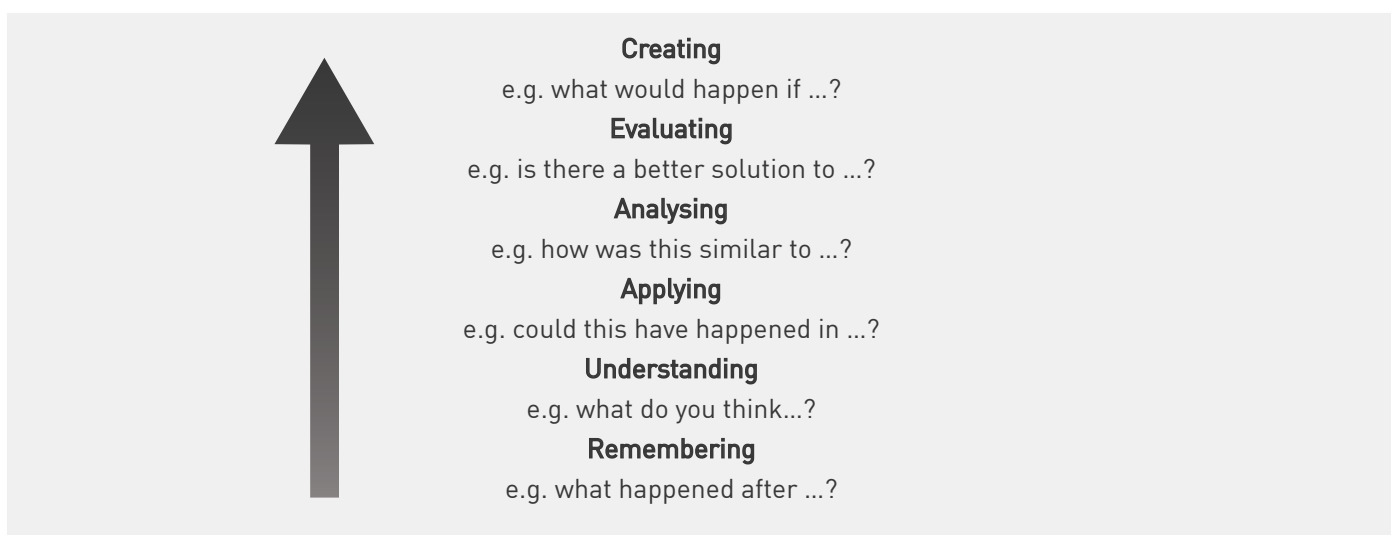 Creating
e.g. what would happen if ...?
Evaluating
e.g. is there a better solution to ...?
Analysing
e.g. how was this similar to ...?
Applying
e.g. could this have happened in ...?
Understanding
e.g. what do you think...?
Remembering
e.g. what happened after ...?